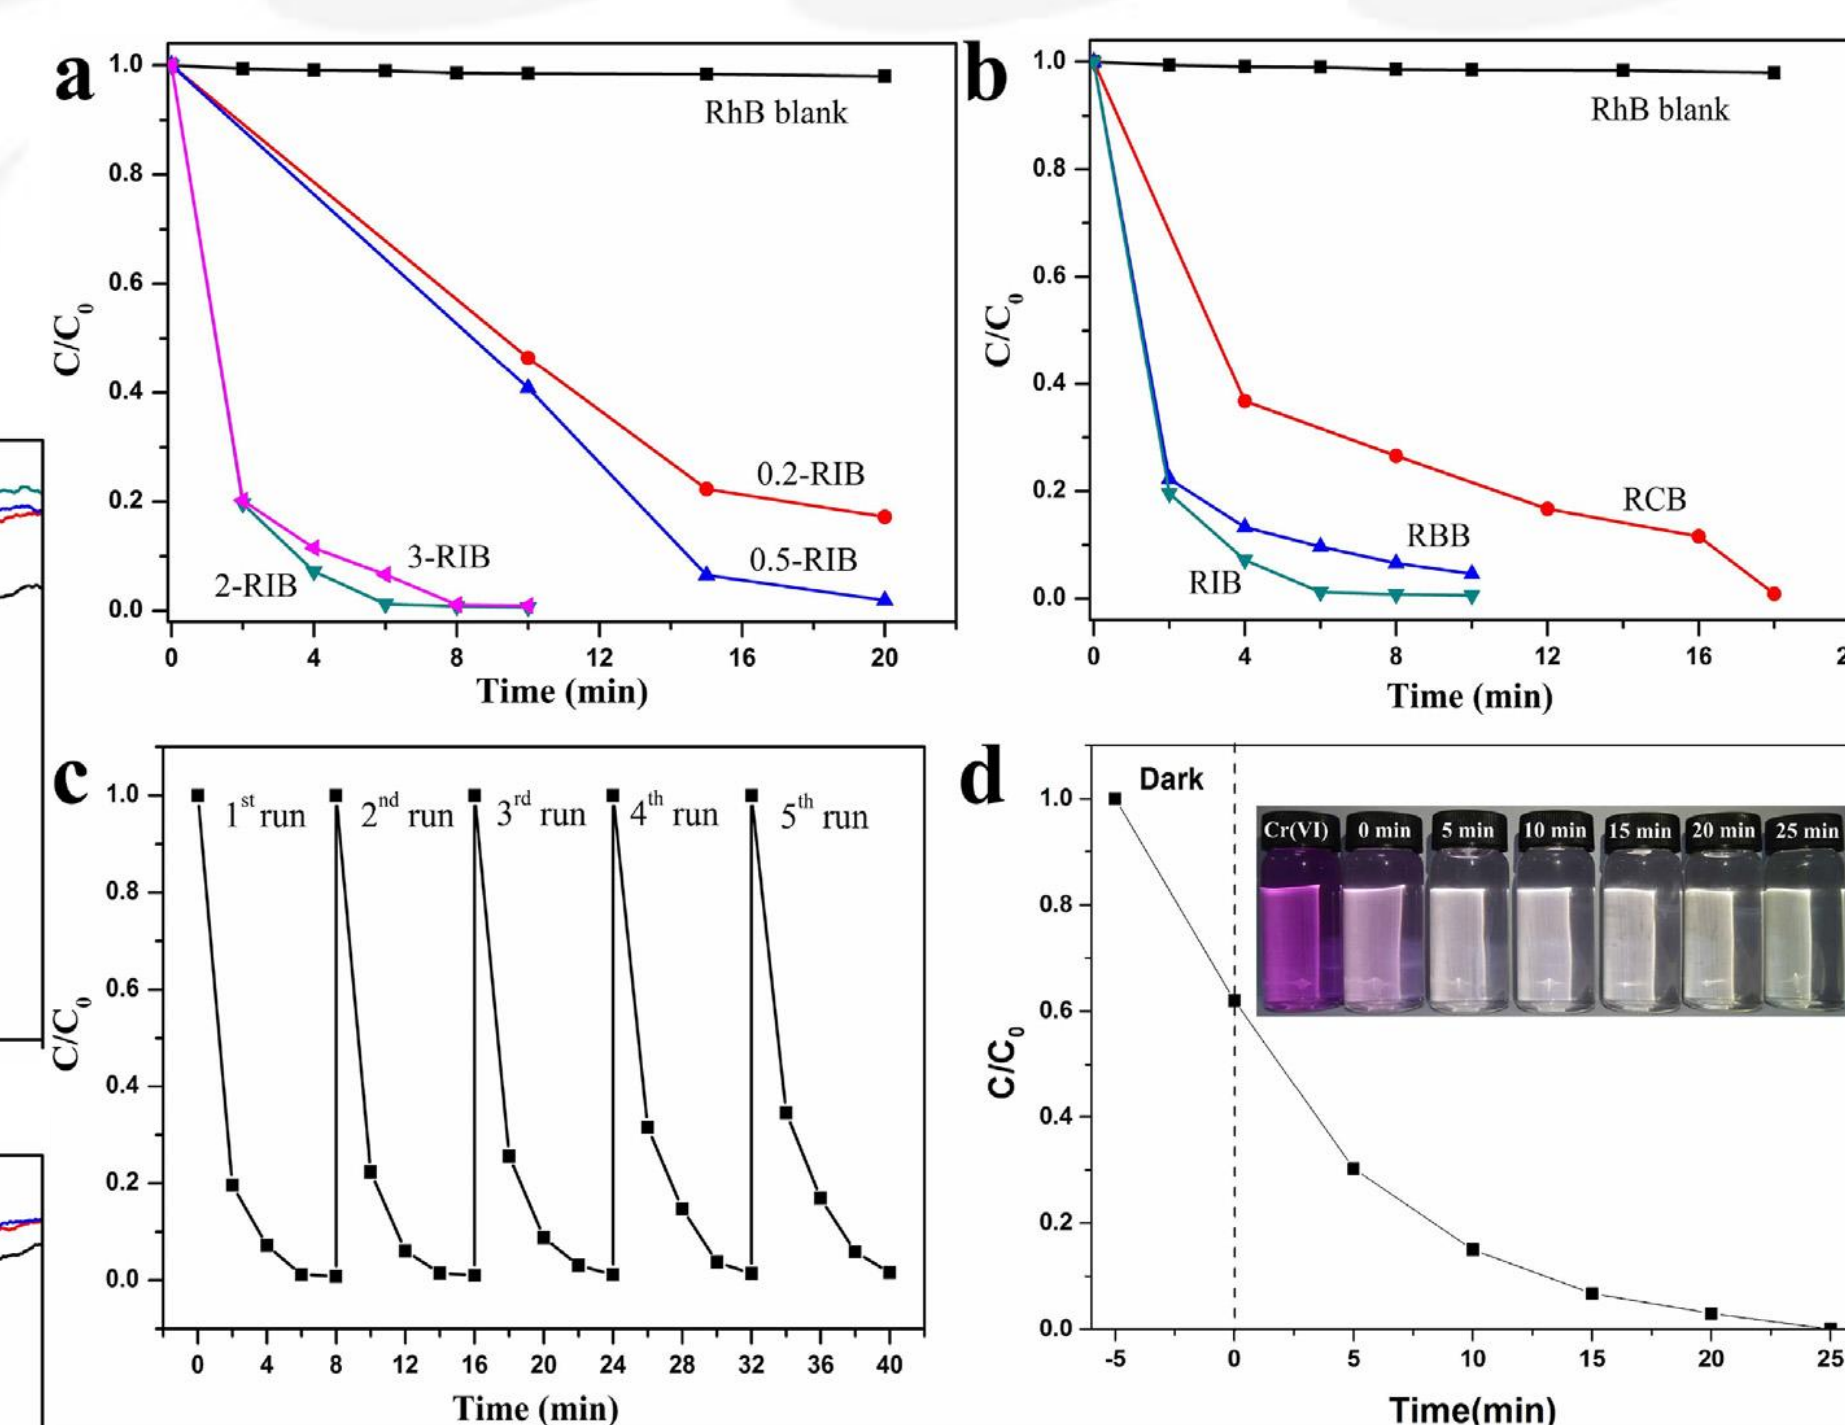 a
1.0
0.8
0.6
0.4
0.2
0.0
C/C0
RhB blank
0.2-RIB
0.5-RIB
3-RIB
2-RIB
0 4 8 12 16 20
Time (min)
b
1.0
0.8
0.6
0.4
0.2
0.0
C/C0
RhB blank
RCB
RBB
RIB
0 4 8 12 16
Time (min)
c
1.0
0.8
0.6
0.4
0.2
0.0
C/C0
1st run 2nd run 3rd run 4th run 5th run
0 4 8 12 16 20 24 28 32 36 40
Time (min)
d
1.0
0.8
0.6
0.4
0.2
0.0
C/C0
Dark
Cr(VI) 0 min 5 min 10 min 15 min 20 min 25 min
-5 0 5 10 15 20 25
Time(min)